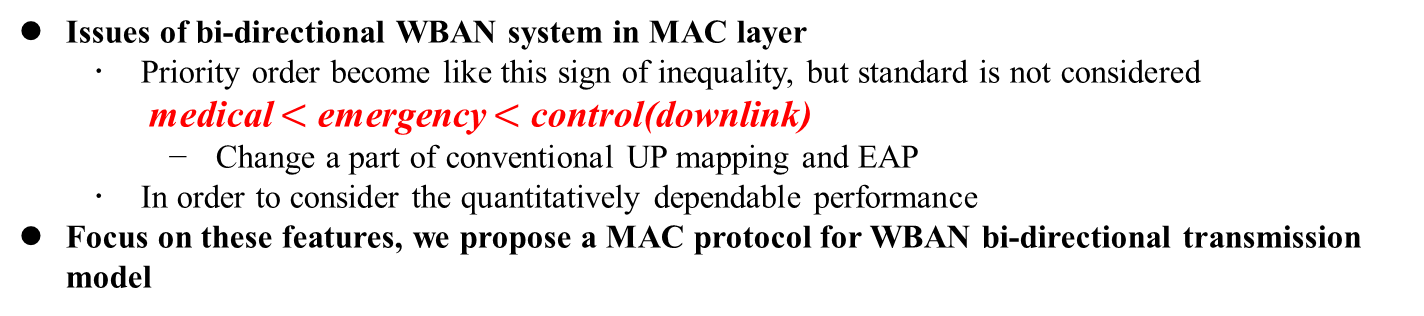 ● Issues of bi-directional WBAN system in MAC layer
・ Priority order become like this sign of inequality, but standard is not considered
medical < emergency < control(downlink)
− Change a part of conventional UP mapping and EAP
・ In order to consider the quantitatively dependable performance
● Focus on these features, we propose a MAC protocol for WBAN bi-directional transmission
model